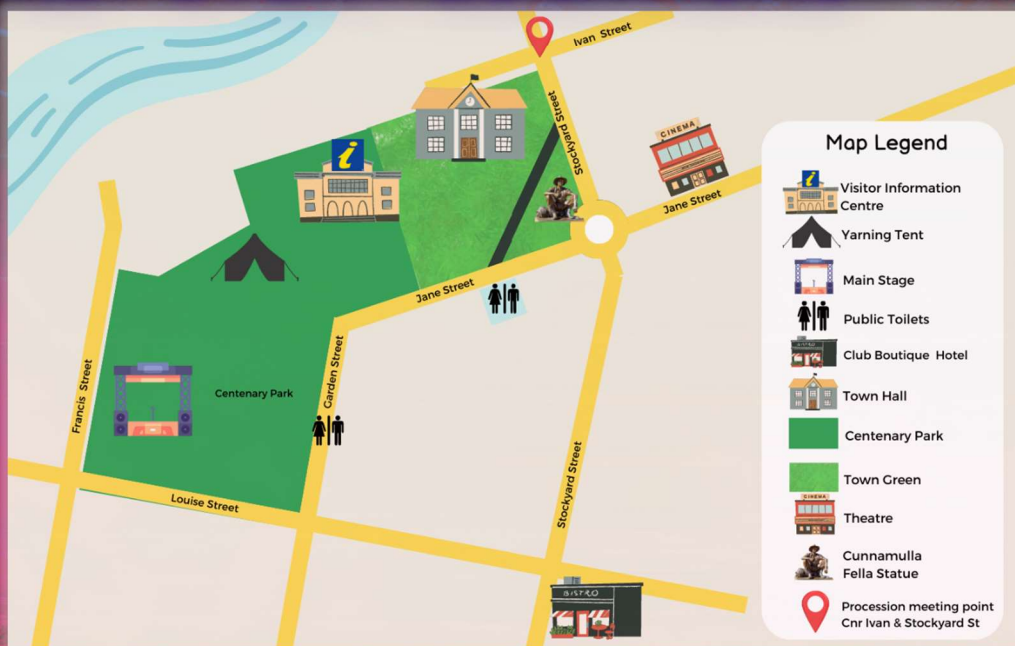 Ivan Street
Stockyard Street
CINEMA
Jane Street
i
Jane Street
Garden Street
Francis Street
Centenary Park
Louise Street
Stockyard Street
BISTRO
Map Legend
i
Visitor Information
Centre
Yarning Tent
Main Stage
Public Toilets
BISTRO
Club Boutique Hotel
Town Hall
Centenary Park
Town Green
CINEMA
Theatre
Cunnamulla
Fella Statue
Procession meeting point
Cnr Ivan & Stockyard St